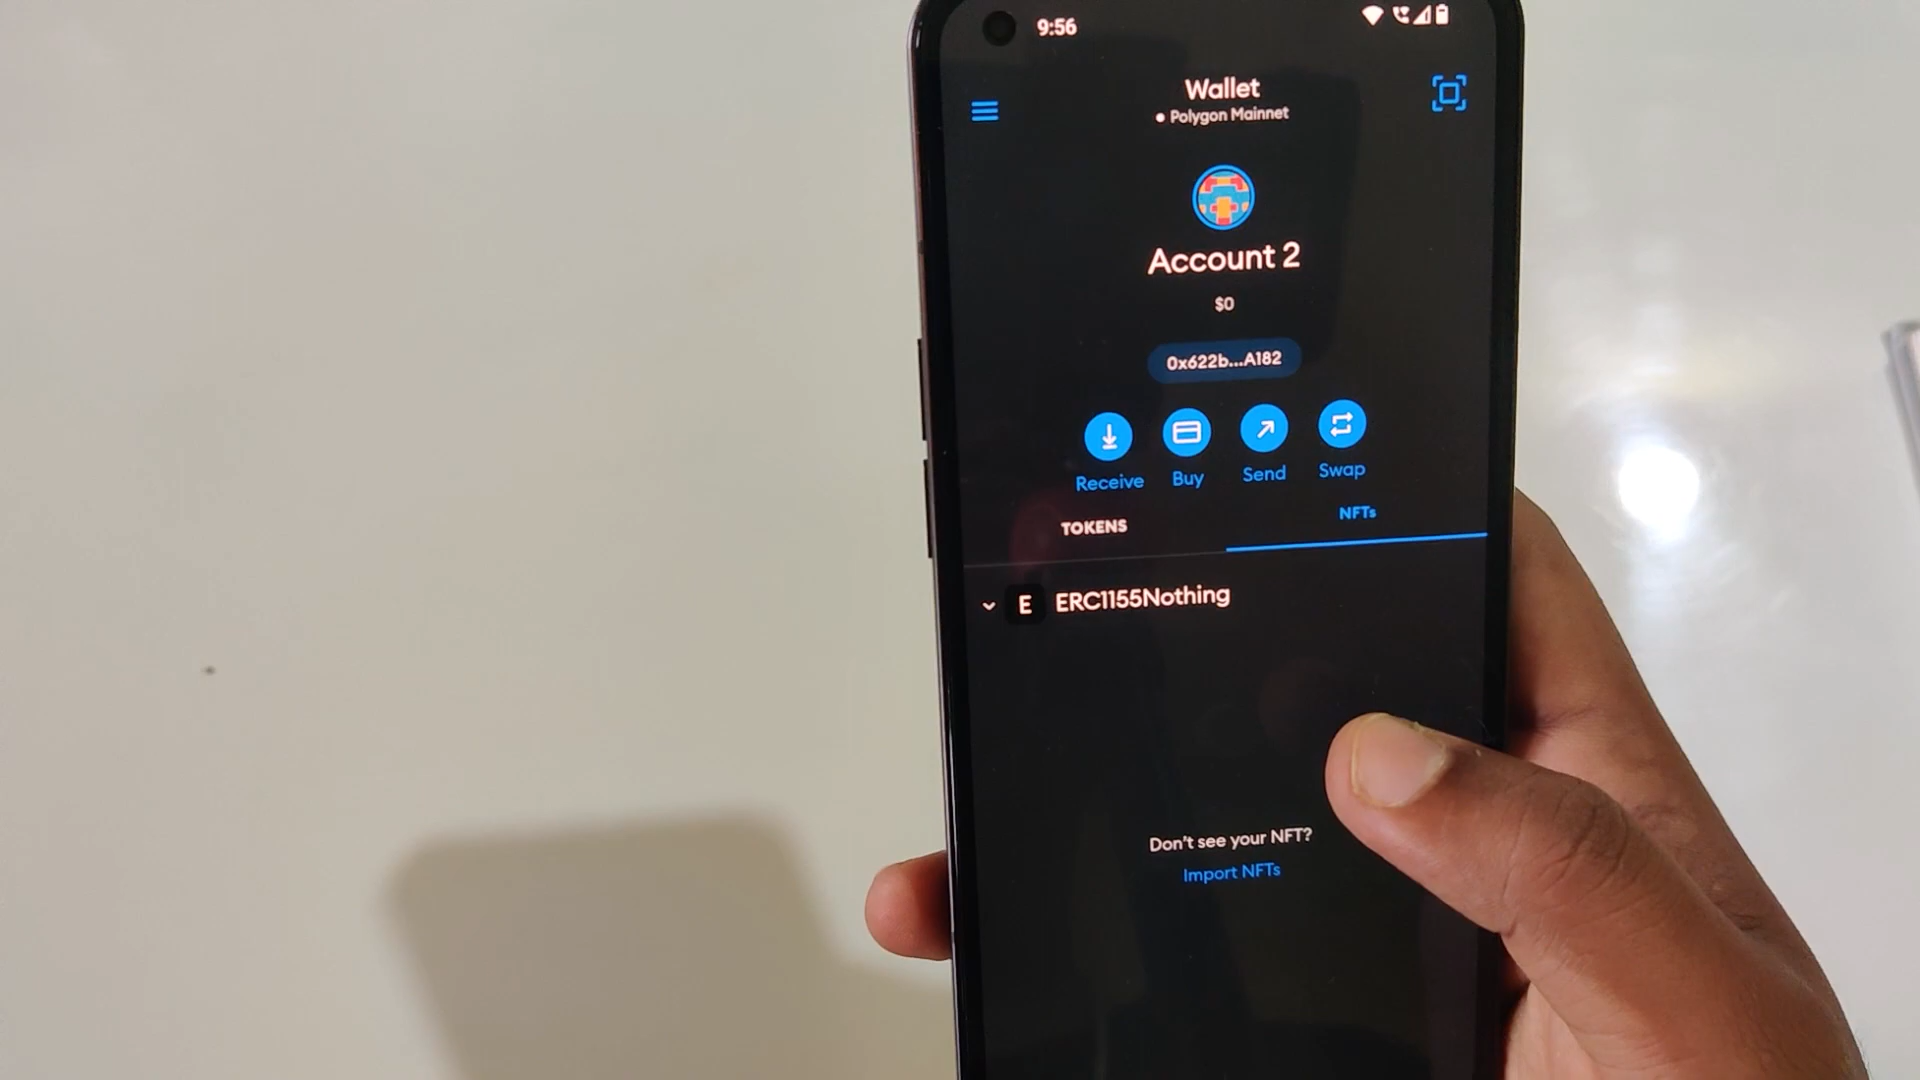 9:56
Wallet
Polygon Mainnet
Account 2
$0
0x622b...A182
Receive Buy Send Swap
TOKENS NFTs
E ERC1155Nothing
Don't see your NFT?
Import NFTs